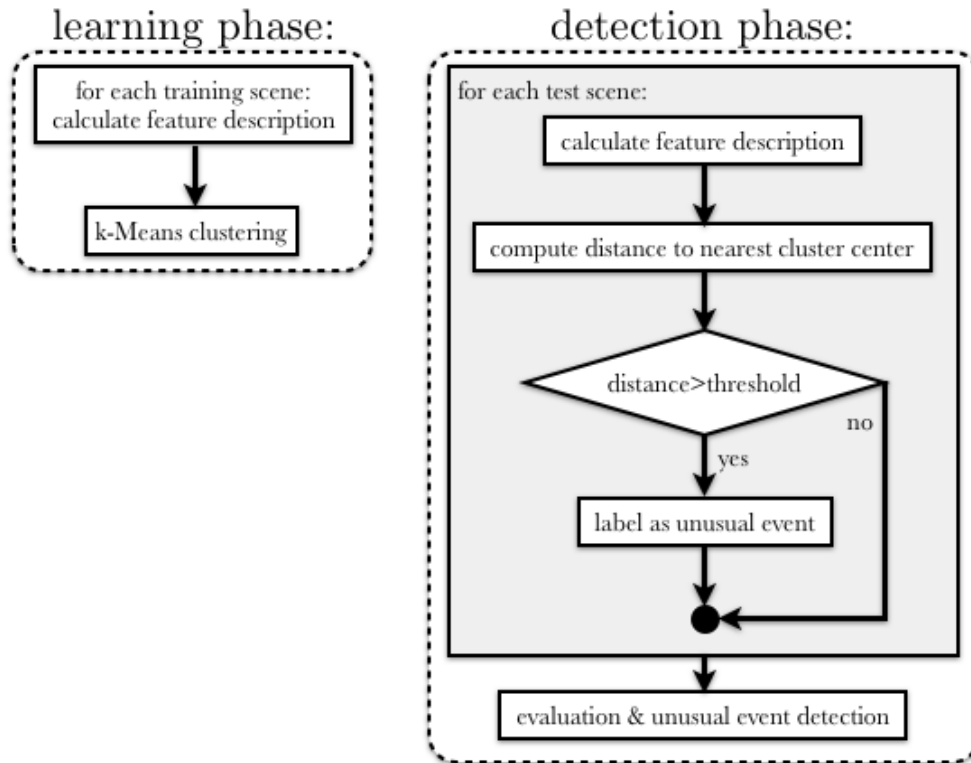 learning phase:
for each training scene:
calculate feature description
k-Means clustering
detection phase:
for each test scene:
calculate feature description
compute distance to nearest cluster center
distance>threshold
no
yes
label as unusual event
evaluation & unusual event detection